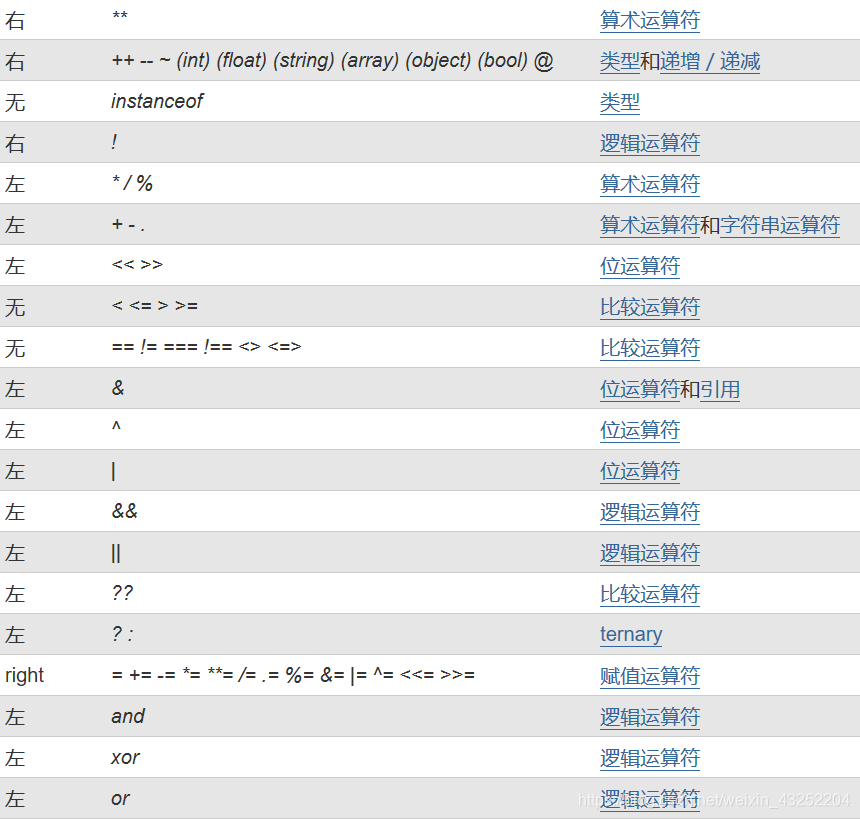 右 ** 算术运算符
右 ++ -- ~ (int) (float) (string) (array) (object) (bool) @ 类型和递增／递减
无 instanceof 类型
右 ! 逻辑运算符
左 * / % 算术运算符
左 + - . 算术运算符和字符串运算符
左 << >> 位运算符
无 < <= > >= 比较运算符
无 == != === !== <> <=> 比较运算符
左 & 位运算符和引用
左 ^ 位运算符
左 | 位运算符
左 && 逻辑运算符
左 || 逻辑运算符
左 ?? 比较运算符
左 ? : ternary
right = += -= *= **= /= .= %= &= |= ^= <<= >>= 赋值运算符
左 and 逻辑运算符
左 xor 逻辑运算符
左 or 逻辑运算符
weixin_43252204